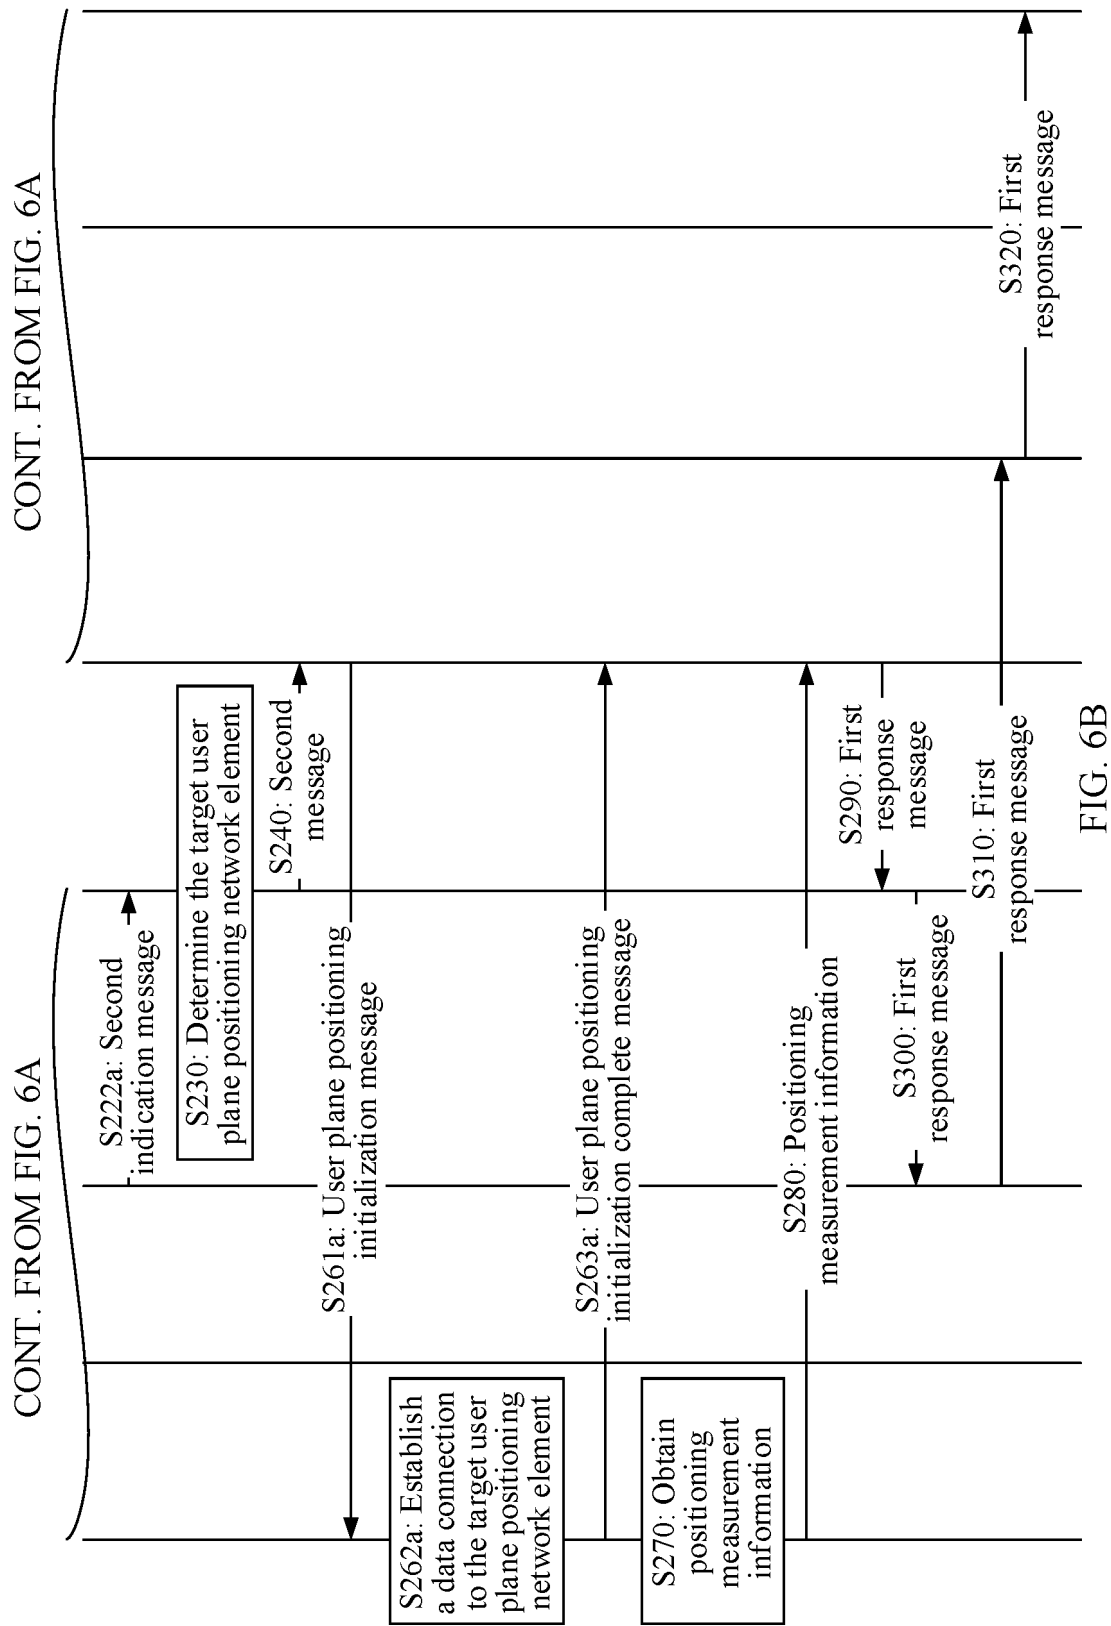 CONT. FROM FIG. 6A
CONT. FROM FIG. 6A
S222a: Second
indication message
S230: Determine the target user
plane positioning network element
S240: Second
message
S261a: User plane positioning
initialization message
S262a: Establish
a data connection
to the target user
plane positioning
network element
S263a: User plane positioning
initialization complete message
S270: Obtain
positioning
measurement
information
S280: Positioning
measurement information
S290: First
response
message
S300: First
response message
S310: First
response message
S320: First
response message
FIG. 6B